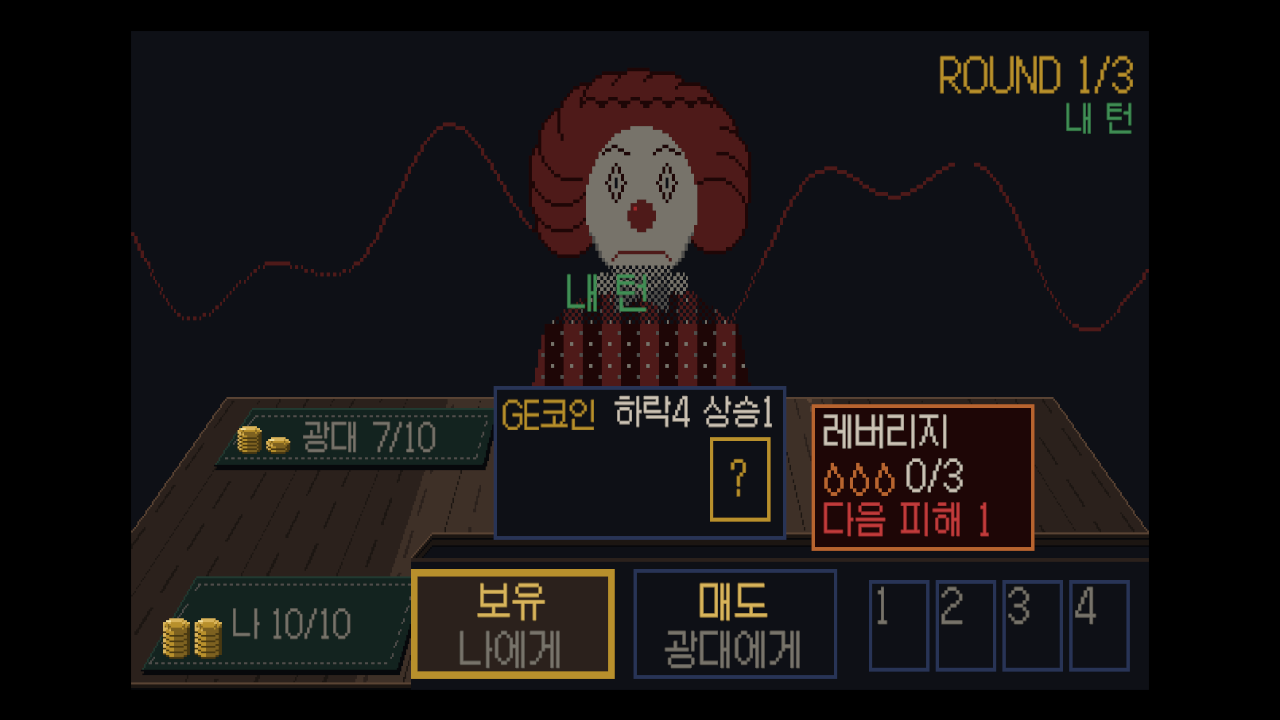 ROUND 1/3
내 턴
내 턴
GE코인 하락4 상승1
?
레버리지
0/3
다음 피해 1
광대 7/10
나 10/10
보유
나에게
매도
광대에게
1 2 3 4